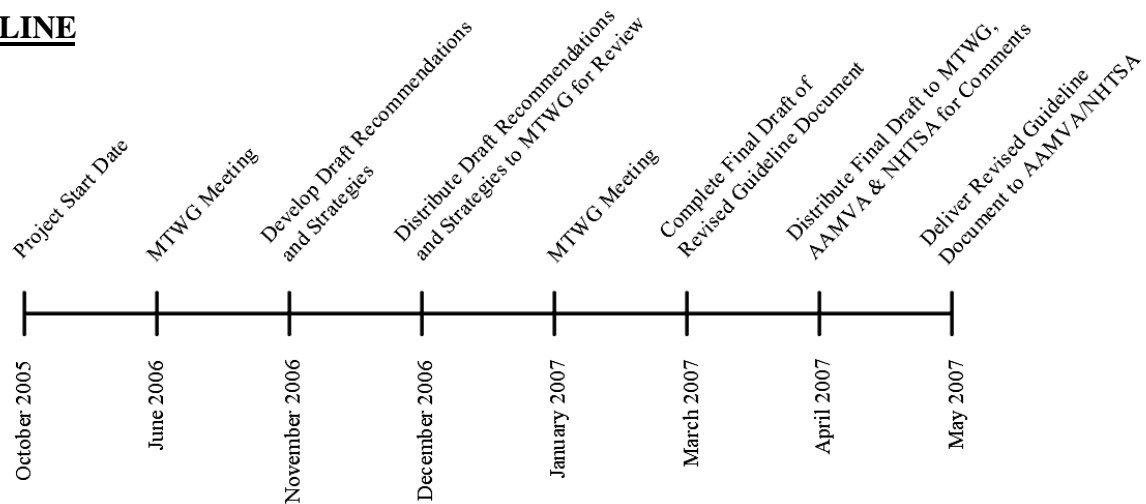 LINE
Project Start Date
MTWG Meeting
Develop Draft Recommendations
and Strategies
Distribute Draft Recommendations
and Strategies to MTWG for Review
MTWG Meeting
Complete Final Draft of
Revised Guideline Document
Distribute Final Draft to MTWG,
AAMVA & NHTSA for Comments
Deliver Revised Guideline
Document to AAMVA/NHTSA
October 2005
June 2006
November 2006
December 2006
January 2007
March 2007
April 2007
May 2007